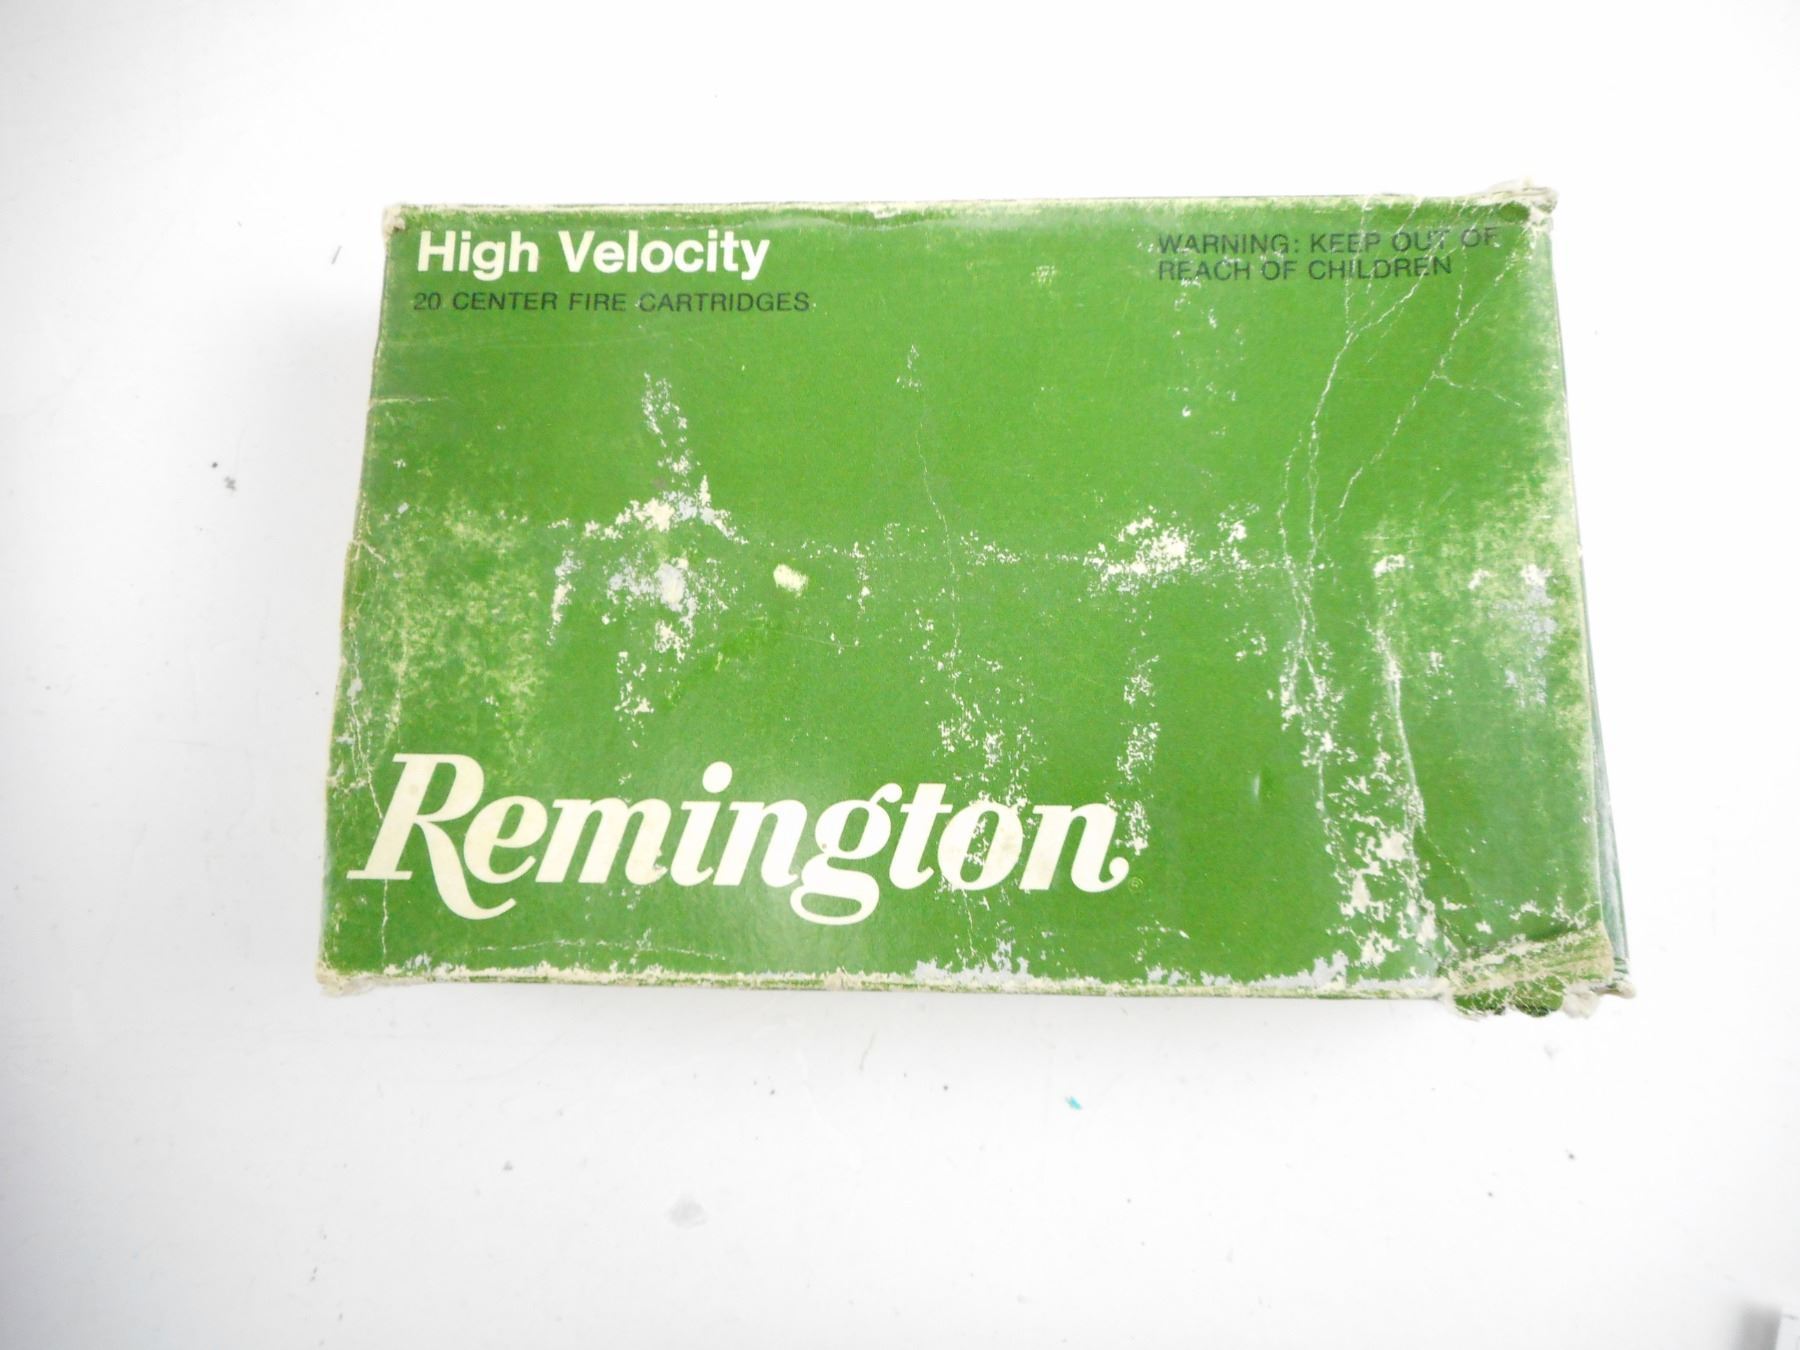 High Velocity
20 CENTER FIRE CARTRIDGES
WARNING: KEEP OUT OF
REACH OF CHILDREN
Remington®